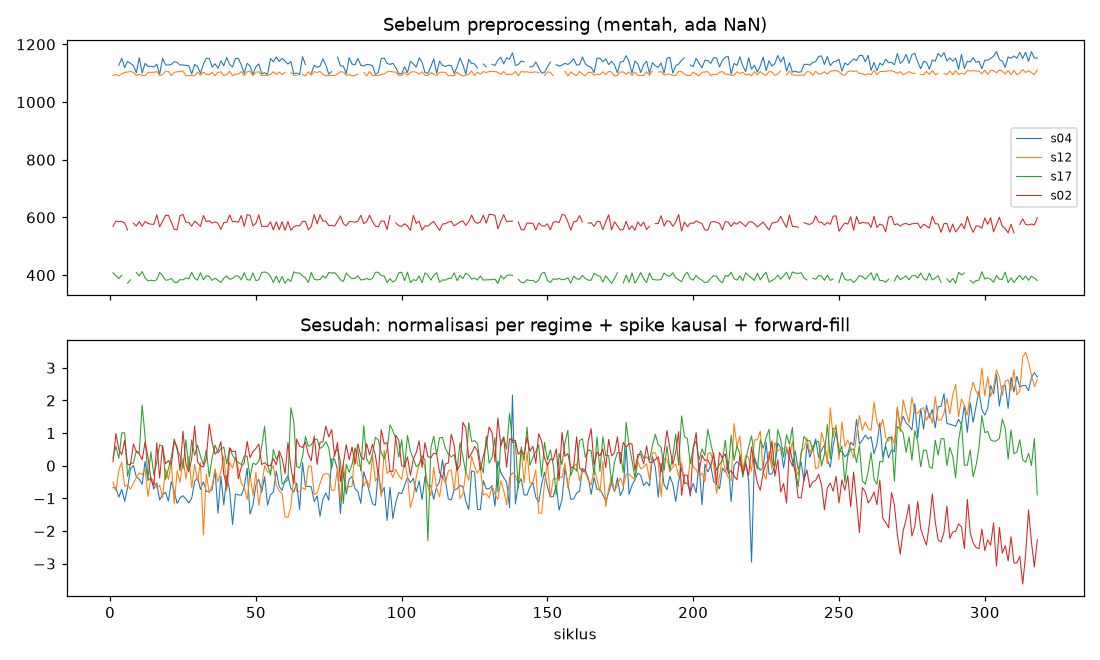 Sebelum preprocessing (mentah, ada NaN)
1200
1000
800
600
400
s04
s12
s17
s02
Sesudah: normalisasi per regime + spike kausal + forward-fill
3
2
1
0
−1
−2
−3
0 50 100 150 200 250 300
siklus